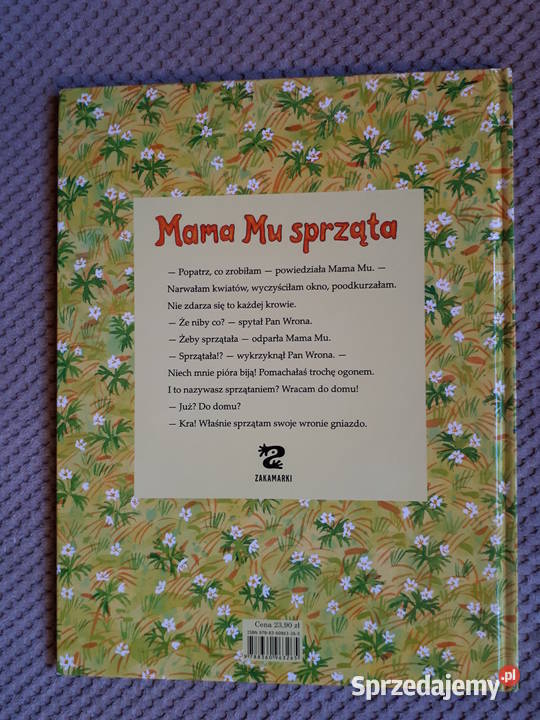 Mama Mu sprząta
— Popatrz, co zrobiłam — powiedziała Mama Mu. —
Narwałam kwiatów, wyczyściłam okno, poodkurzałam.
Nie zdarza się to każdej krowie.
— Że niby co? — spytał Pan Wrona.
— Żeby sprzątała — odparła Mama Mu.
— Sprzątała!? — wykrzyknął Pan Wrona. —
Niech mnie pióra biją! Pomachałaś trochę ogonem.
I to nazywasz sprzątaniem? Wracam do domu!
— Już? Do domu?
— Kra! Właśnie sprzątam swoje wronie gniazdo.
ZAKAMARKI
Cena 23,90 zł
Sprzedajemy.pl